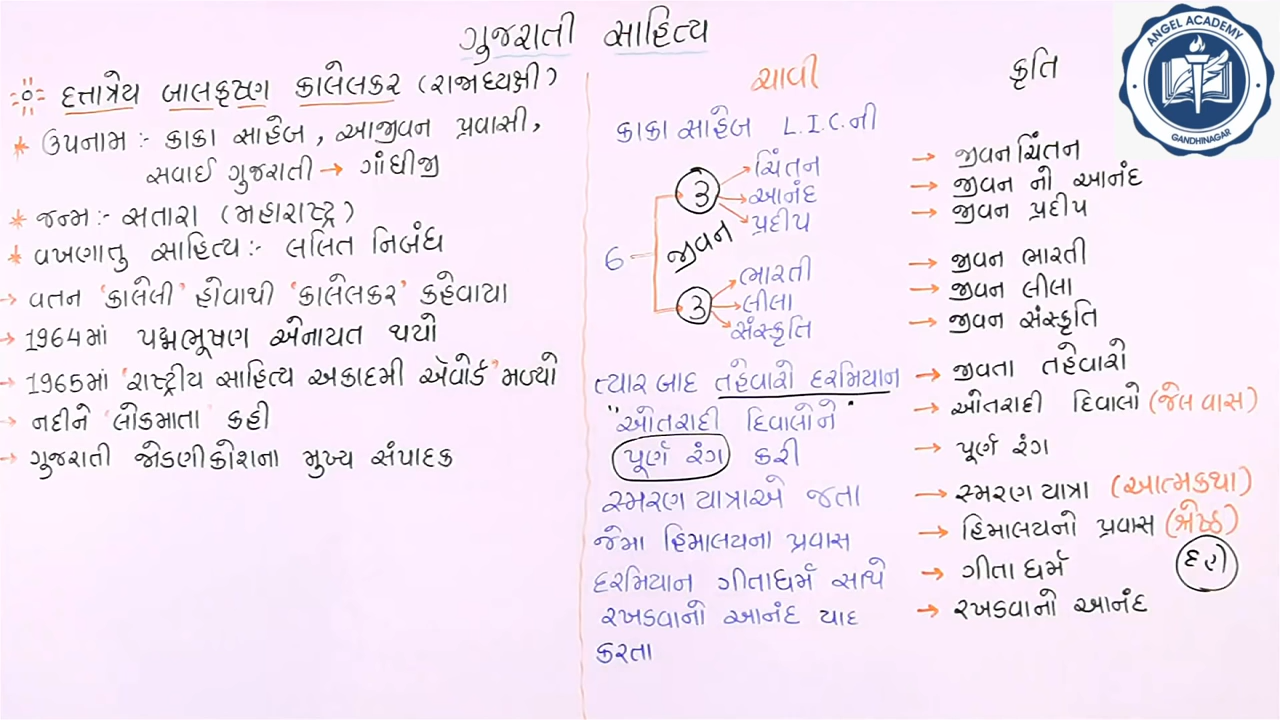 ગુજરાતી સાહિત્ય
દત્તાત્રેય બાલકૃષ્ણ કાલેલકર (રાજાધ્યક્ષી)
* ઉપનામ :- કાકા સાહેબ, આજીવન પ્રવાસી,
સવાઈ ગુજરાતી → ગાંધીજી
* જન્મ :- સતારા (મહારાષ્ટ્ર)
* વખણાતુ સાહિત્ય :- લલિત નિબંધ
→ વતન 'કાલેલી' હોવાથી 'કાલેલકર' કહેવાયા
→ 1964માં પદ્મભૂષણ એનાયત થયો
→ 1965માં 'રાષ્ટ્રીય સાહિત્ય અકાદમી ઍવોર્ડ' મળ્યો
→ નદીને 'લોકમાતા' કહી
→ ગુજરાતી જોડણીકોશના મુખ્ય સંપાદક
ચાવી
કાકા સાહેબ L.I.C.ની
6
જીવન
3
ચિંતન
આનંદ
પ્રદીપ
3
ભારતી
લીલા
સંસ્કૃતિ
ત્યાર બાદ તહેવારો દરમિયાન
"ઓતરાદી દિવાલોને"
પૂર્ણ રંગ કરી
સ્મરણ યાત્રાએ જતા
જેમા હિમાલયના પ્રવાસ
દરમિયાન ગીતાધર્મ સાથે
રખડવાનો આનંદ યાદ
કરતા
કૃતિ
→ જીવન ચિંતન
→ જીવન નો આનંદ
→ જીવન પ્રદીપ
→ જીવન ભારતી
→ જીવન લીલા
→ જીવન સંસ્કૃતિ
→ જીવતા તહેવારો
→ ઓતરાદી દિવાલો (જેલ વાસ)
→ પૂર્ણ રંગ
→ સ્મરણ યાત્રા (આત્મકથા)
→ હિમાલયનો પ્રવાસ (શ્રેષ્ઠ)
→ ગીતા ધર્મ
→ રખડવાનો આનંદ
ANGEL ACADEMY
GANDHINAGAR